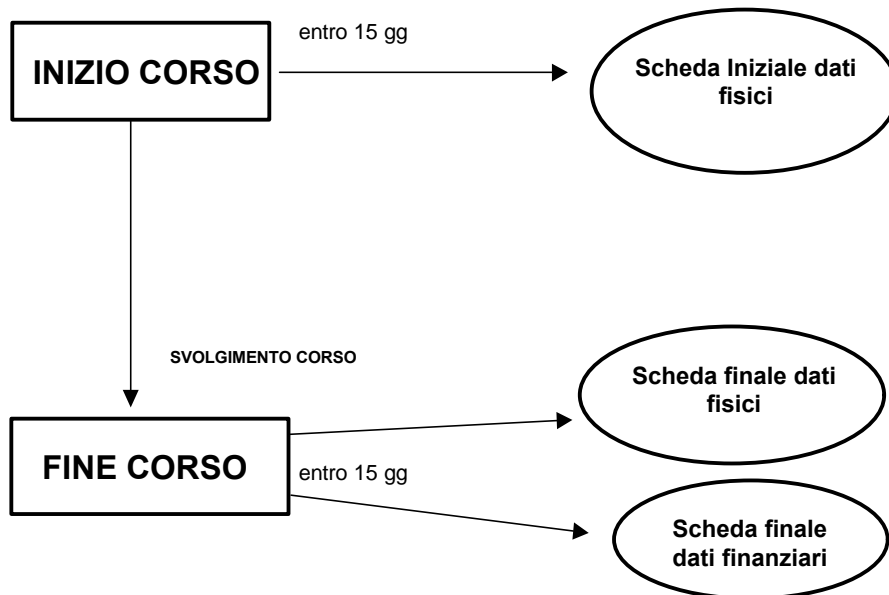 entro 15 gg
INIZIO CORSO
Scheda Iniziale dati
fisici
SVOLGIMENTO CORSO
Scheda finale dati
fisici
FINE CORSO
entro 15 gg
Scheda finale
dati finanziari